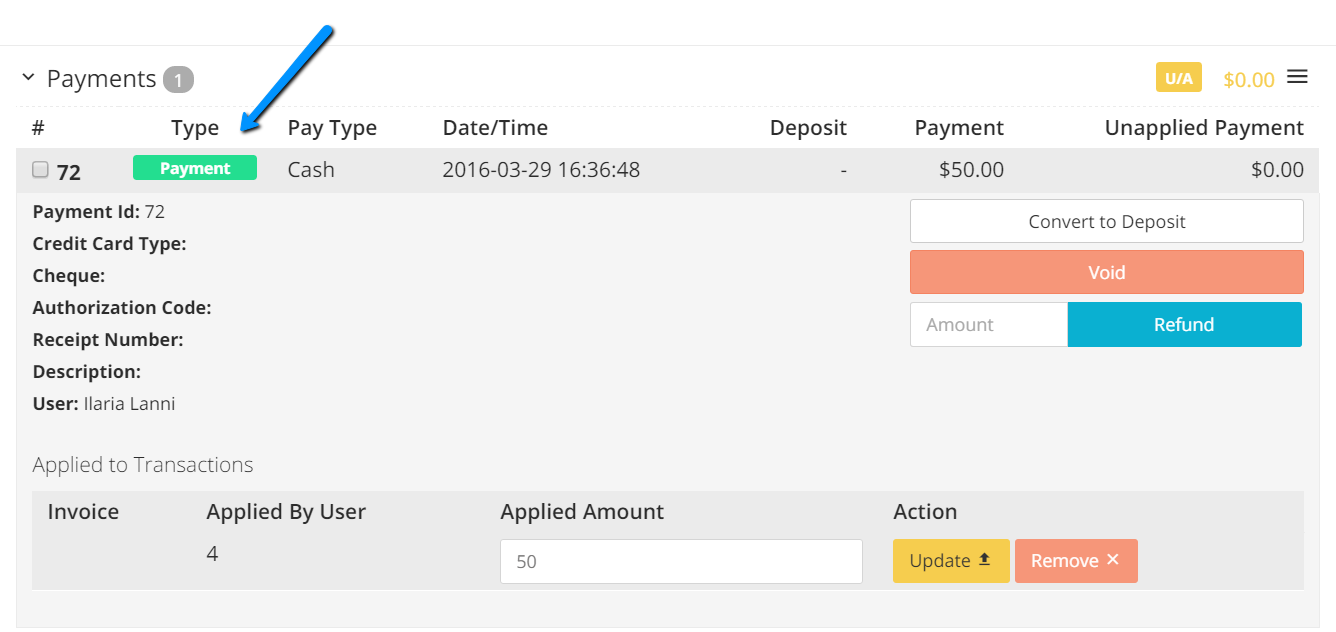 Payments 1 U/A $0.00
# Type Pay Type Date/Time Deposit Payment Unapplied Payment
72 Payment Cash 2016-03-29 16:36:48 - $50.00 $0.00
Payment Id: 72
Convert to Deposit
Credit Card Type:
Cheque:
Void
Authorization Code:
Amount Refund
Receipt Number:
Description:
User: Ilaria Lanni
Applied to Transactions
Invoice Applied By User Applied Amount Action
4 50 Update Remove ×